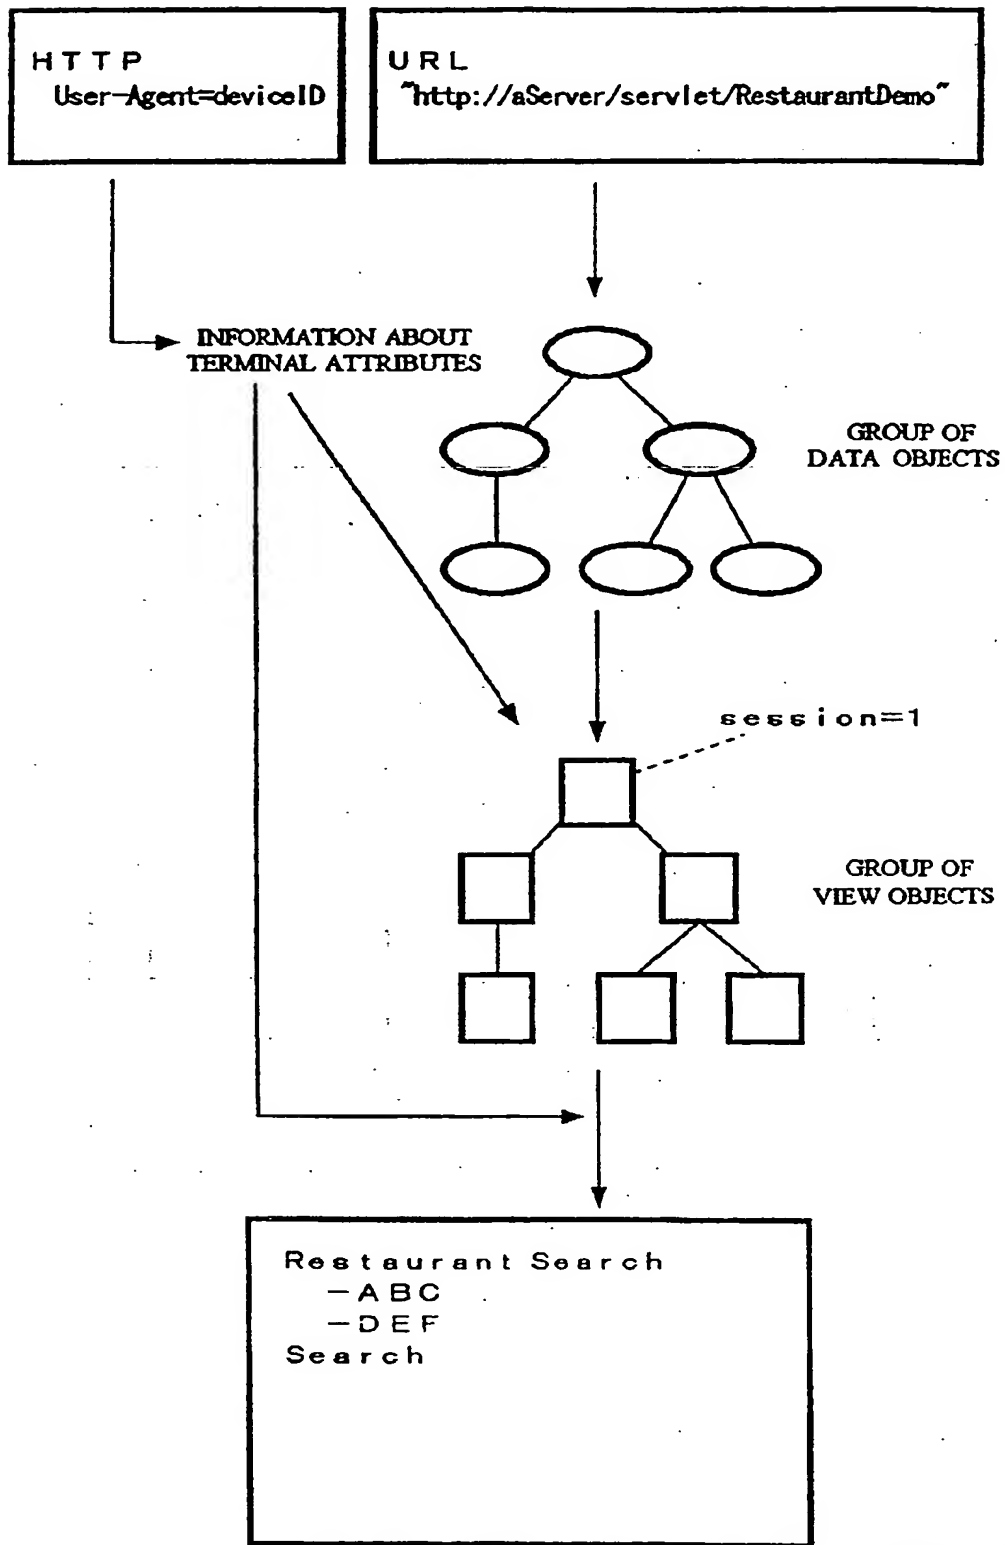 HTTP
User-Agent=deviceID
URL
"http://aServer/servlet/RestaurantDemo"
INFORMATION ABOUT
TERMINAL ATTRIBUTES
GROUP OF
DATA OBJECTS
session=1
GROUP OF
VIEW OBJECTS
Restaurant Search
-ABC
-DEF
Search